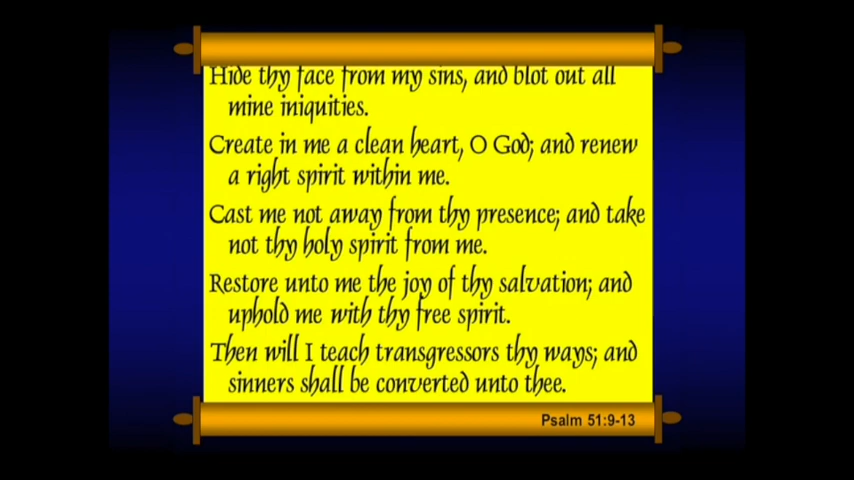 Hide thy face from my sins, and blot out all
mine iniquities.
Create in me a clean heart, O God; and renew
a right spirit within me.
Cast me not away from thy presence; and take
not thy holy spirit from me.
Restore unto me the joy of thy salvation; and
uphold me with thy free spirit.
Then will I teach transgressors thy ways; and
sinners shall be converted unto thee.
Psalm 51:9-13